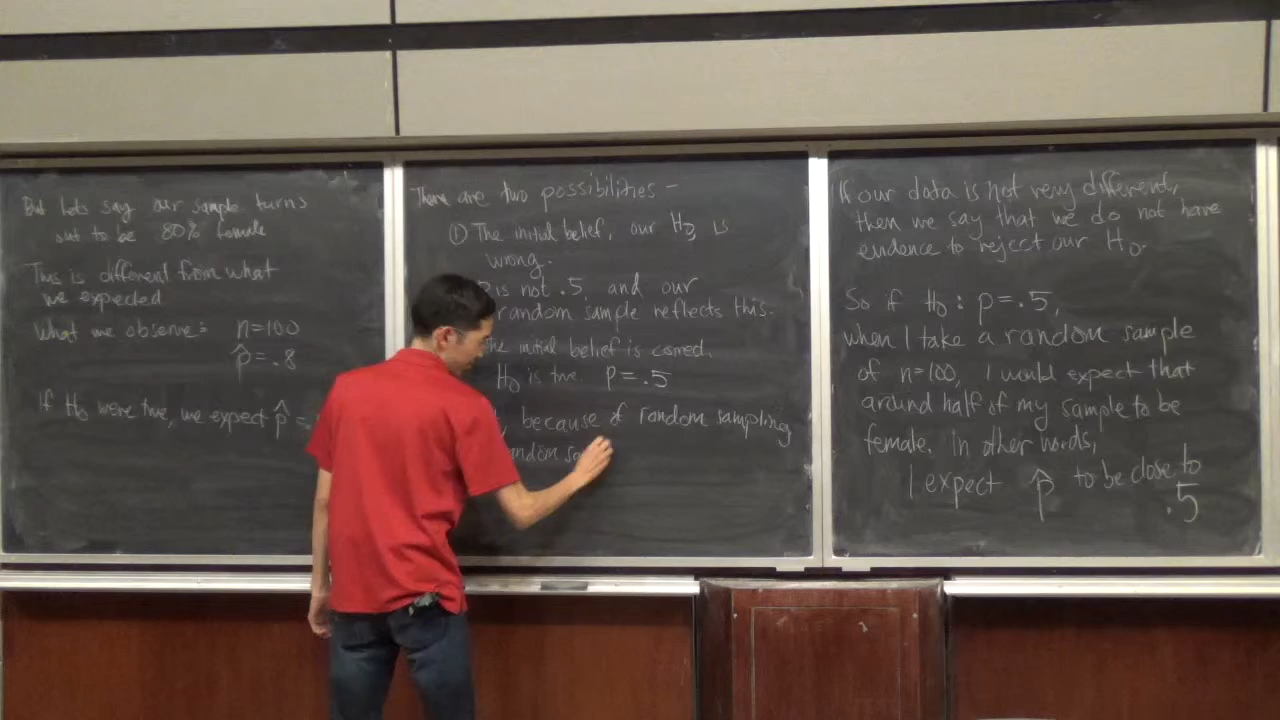 But lets say our sample turns
out to be 80% female
This is different from what
we expected
What we observe: n=100
p̂ = .8
If H₀ were true, we expect p̂ =
There are two possibilities –
① The initial belief, our H₀, is
wrong.
is not .5, and our
random sample reflects this.
initial belief is correct.
H₀ is true. p = .5
because of random sampling
If our data is not very different,
then we say that we do not have
evidence to reject our H₀.
So if H₀ : p = .5,
when I take a random sample
of n=100, I would expect that
around half of my sample to be
female. In other words,
I expect p̂ to be close to
.5